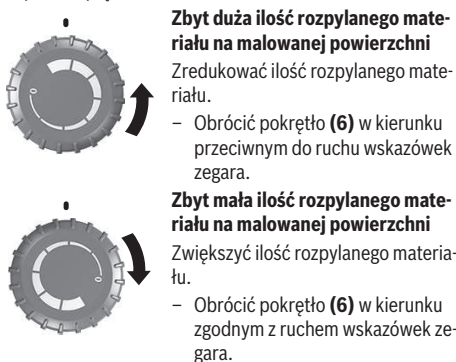 Zbyt duża ilość rozpylanego mate-
riału na malowanej powierzchni
Zredukować ilość rozpylanego mate-
riału.
– Obrócić pokrętło (6) w kierunku
przeciwnym do ruchu wskazówek
zegara.
Zbyt mała ilość rozpylanego mate-
riału na malowanej powierzchni
Zwiększyć ilość rozpylanego materia-
łu.
– Obrócić pokrętło (6) w kierunku
zgodnym z ruchem wskazówek ze-
gara.